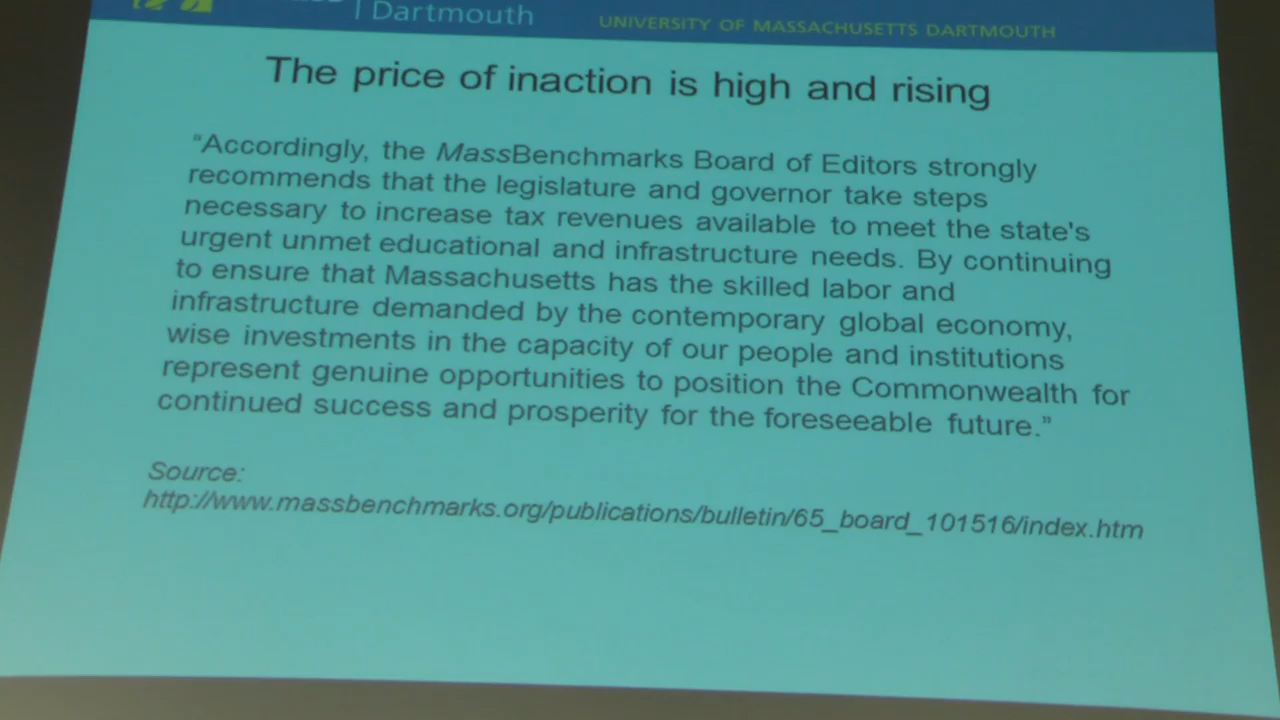 | Dartmouth
UNIVERSITY OF MASSACHUSETTS DARTMOUTH
The price of inaction is high and rising
“Accordingly, the MassBenchmarks Board of Editors strongly
recommends that the legislature and governor take steps
necessary to increase tax revenues available to meet the state's
urgent unmet educational and infrastructure needs. By continuing
to ensure that Massachusetts has the skilled labor and
infrastructure demanded by the contemporary global economy,
wise investments in the capacity of our people and institutions
represent genuine opportunities to position the Commonwealth for
continued success and prosperity for the foreseeable future.”
Source:
http://www.massbenchmarks.org/publications/bulletin/65_board_101516/index.htm